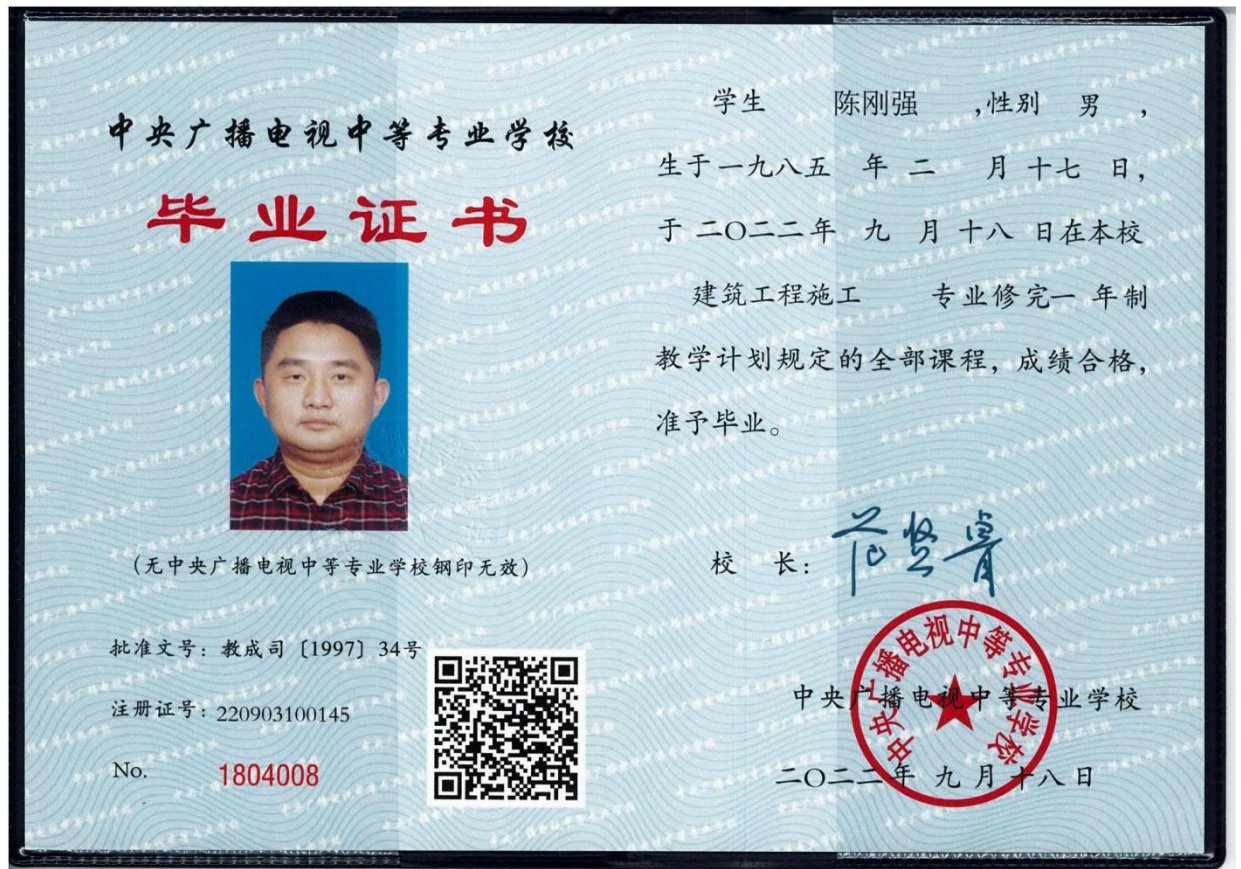 中央广播电视中等专业学校
毕业证书
(无中央广播电视中等专业学校钢印无效)
批准文号：教成司〔1997〕34号
注册证号：220903100145
No. 1804008
学生 陈刚强 ,性别 男 ,
生于一九八五 年 二 月 十七 日,
于 二〇二二年 九 月 十八 日在本校
建筑工程施工 专业修完一 年制
教学计划规定的全部课程，成绩合格，
准予毕业。
校 长：
中央广播电视中等专业学校
中央广播电视中等专业学校
二〇二二年 九 月 十八 日